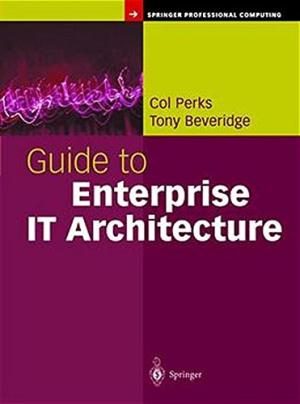 SPRINGER PROFESSIONAL COMPUTING
Col Perks
Tony Beveridge
Guide to
Enterprise
IT Architecture
Springer